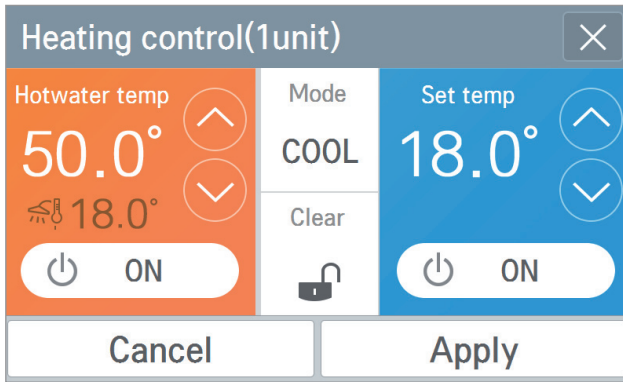 Heating control(1unit)
Hotwater temp
50.0°
18.0°
ON
Mode
COOL
Clear
Set temp
18.0°
ON
Cancel
Apply